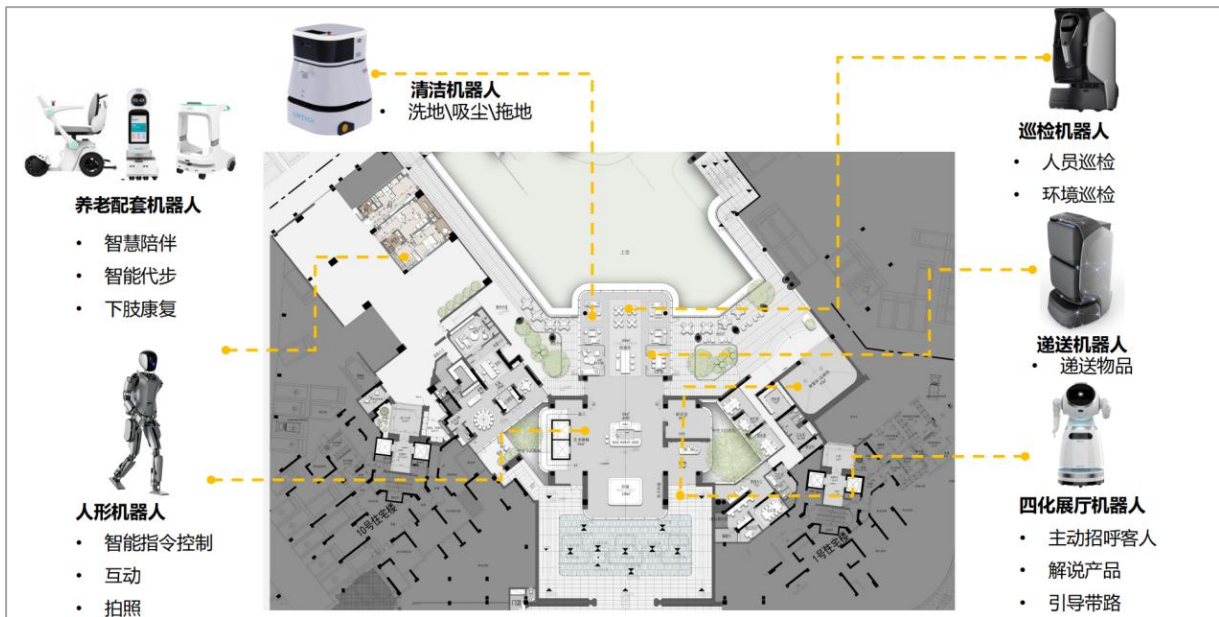 清洁机器人
• 洗地\吸尘\拖地
养老配套机器人
• 智慧陪伴
• 智能代步
• 下肢康复
人形机器人
• 智能指令控制
• 互动
• 拍照
巡检机器人
• 人员巡检
• 环境巡检
递送机器人
• 递送物品
四化展厅机器人
• 主动招呼客人
• 解说产品
• 引导带路
上空
10号住宅楼
1号住宅楼